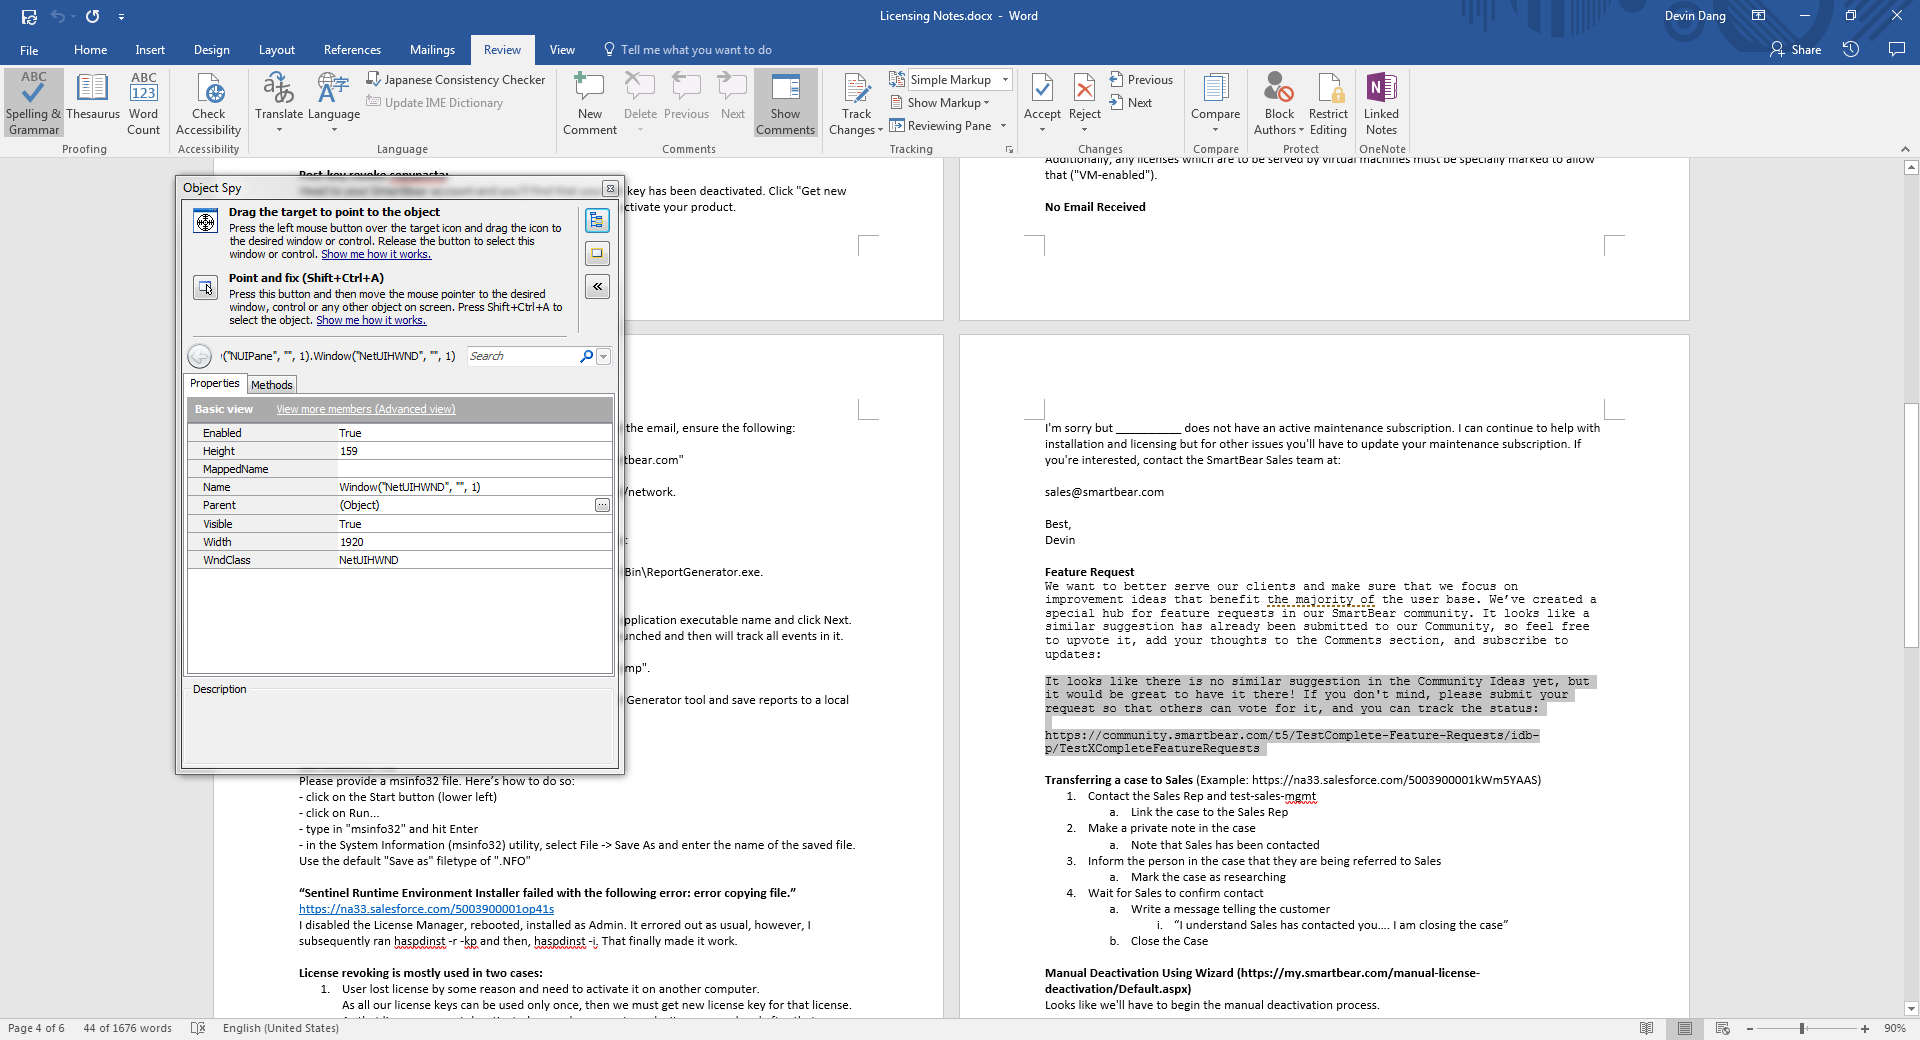 Licensing Notes.docx - Word
Devin Dang
File Home Insert Design Layout References Mailings Review View Tell me what you want to do
Share
ABC
Spelling &
Grammar
Thesaurus
ABC
123
Word
Count
Proofing
Check
Accessibility
Accessibility
Translate
Language
Japanese Consistency Checker
Update IME Dictionary
Language
New
Comment
Delete
Previous
Next
Show
Comments
Comments
Track
Changes
Simple Markup
Show Markup
Reviewing Pane
Tracking
Accept
Reject
Previous
Next
Changes
Compare
Compare
Block
Authors
Restrict
Editing
Protect
Linked
Notes
OneNote
key has been deactivated. Click "Get new
ctivate your product.
Additionally, any licenses which are to be served by virtual machines must be specially marked to allow
that ("VM-enabled").
No Email Received
Object Spy
Drag the target to point to the object
Press the left mouse button over the target icon and drag the icon to
the desired window or control. Release the button to select this
window or control. Show me how it works.
Point and fix (Shift+Ctrl+A)
Press this button and then move the mouse pointer to the desired
window, control or any other object on screen. Press Shift+Ctrl+A to
select the object. Show me how it works.
("NUIPane", "", 1).Window("NetUIHWND", "", 1)
Search
Properties Methods
Basic view View more members (Advanced view)
Enabled True
Height 159
MappedName
Name Window("NetUIHWND", "", 1)
Parent (Object) ...
Visible True
Width 1920
WndClass NetUIHWND
Description
the email, ensure the following:
tbear.com"
/network.
:
Bin\ReportGenerator.exe.
pplication executable name and click Next.
unched and then will track all events in it.
mp".
Generator tool and save reports to a local
Please provide a msinfo32 file. Here's how to do so:
- click on the Start button (lower left)
- click on Run...
- type in "msinfo32" and hit Enter
- in the System Information (msinfo32) utility, select File -> Save As and enter the name of the saved file.
Use the default "Save as" filetype of ".NFO"
“Sentinel Runtime Environment Installer failed with the following error: error copying file.”
https://na33.salesforce.com/5003900001op41s
I disabled the License Manager, rebooted, installed as Admin. It errored out as usual, however, I
subsequently ran haspdinst -r -kp and then, haspdinst -i. That finally made it work.
License revoking is mostly used in two cases:
1. User lost license by some reason and need to activate it on another computer.
As all our license keys can be used only once, then we must get new license key for that license.
I'm sorry but __________ does not have an active maintenance subscription. I can continue to help with
installation and licensing but for other issues you'll have to update your maintenance subscription. If
you're interested, contact the SmartBear Sales team at:
sales@smartbear.com
Best,
Devin
Feature Request
We want to better serve our clients and make sure that we focus on
improvement ideas that benefit the majority of the user base. We’ve created a
special hub for feature requests in our SmartBear community. It looks like a
similar suggestion has already been submitted to our Community, so feel free
to upvote it, add your thoughts to the Comments section, and subscribe to
updates:
It looks like there is no similar suggestion in the Community Ideas yet, but
it would be great to have it there! If you don't mind, please submit your
request so that others can vote for it, and you can track the status:
https://community.smartbear.com/t5/TestComplete-Feature-Requests/idb-
p/TestXCompleteFeatureRequests
Transferring a case to Sales (Example: https://na33.salesforce.com/5003900001kWm5YAAS)
1. Contact the Sales Rep and test-sales-mgmt
a. Link the case to the Sales Rep
2. Make a private note in the case
a. Note that Sales has been contacted
3. Inform the person in the case that they are being referred to Sales
a. Mark the case as researching
4. Wait for Sales to confirm contact
a. Write a message telling the customer
i. “I understand Sales has contacted you…. I am closing the case”
b. Close the Case
Manual Deactivation Using Wizard (https://my.smartbear.com/manual-license-
deactivation/Default.aspx)
Looks like we'll have to begin the manual deactivation process.
Page 4 of 6 44 of 1676 words English (United States)
90%